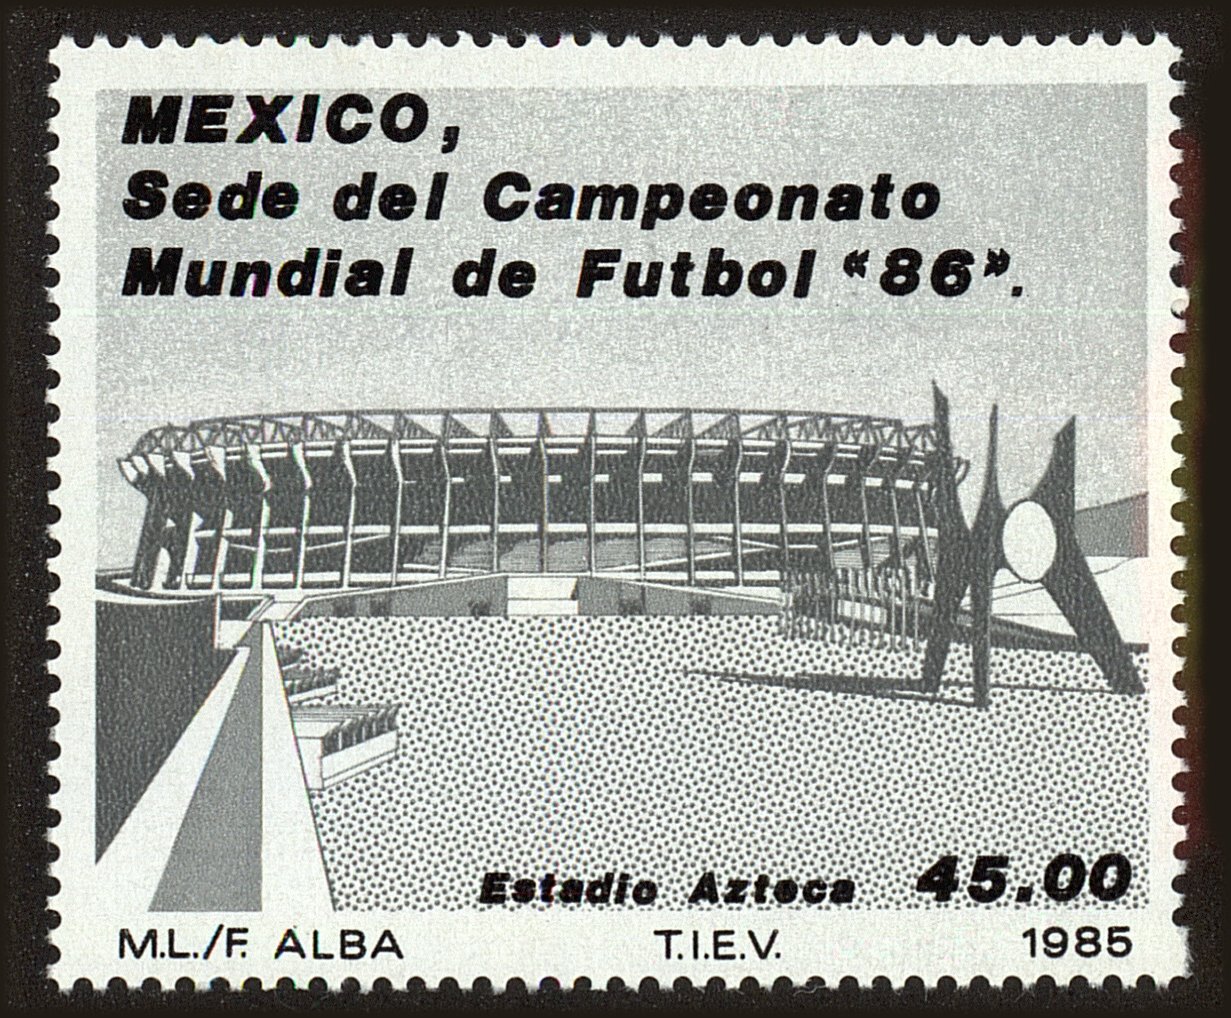 MEXICO,
Sede del Campeonato
Mundial de Futbol “86”.
Estadio Azteca 45.00
M.L./F. ALBA T.I.E.V. 1985